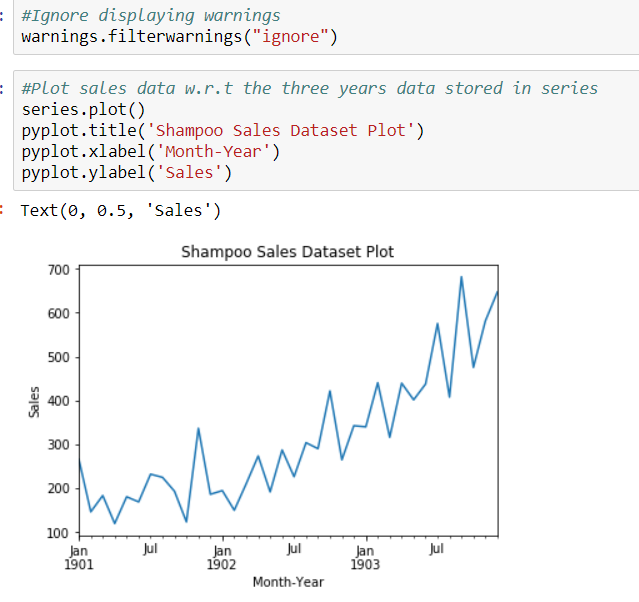 #Ignore displaying warnings
warnings.filterwarnings("ignore")
#Plot sales data w.r.t the three years data stored in series
series.plot()
pyplot.title('Shampoo Sales Dataset Plot')
pyplot.xlabel('Month-Year')
pyplot.ylabel('Sales')
Text(0, 0.5, 'Sales')
Shampoo Sales Dataset Plot
700
600
500
400
300
200
100
Sales
Jan Jul Jan Jul Jan Jul
1901 1902 1903
Month-Year